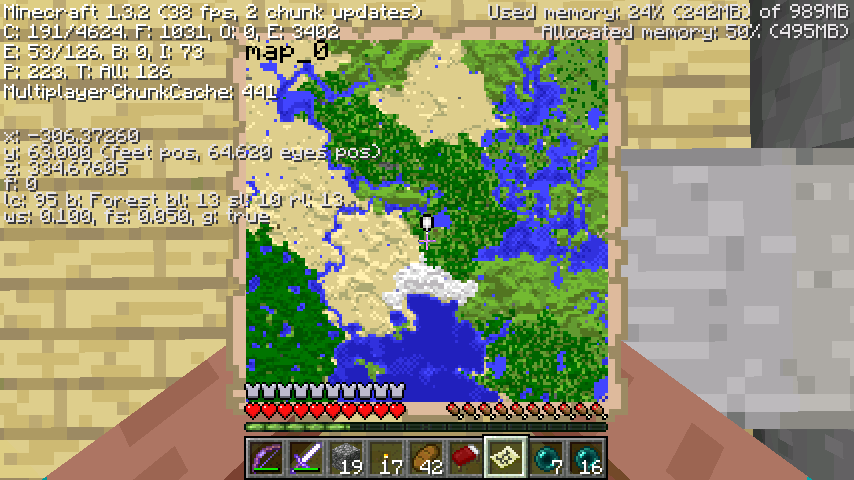 Minecraft 1.3.2 (38 fps, 2 chunk updates)
C: 191/4624, F: 1031, O: 0, E: 3402
E: 53/126, B: 0, I: 73
P: 223, T: All: 126
MultiplayerChunkCache: 441
x: -306.37260
y: 63.000 (feet pos, 64.620 eyes pos)
z: 334.67605
f: 0
lc: 95 b: Forest bl: 13 sl: 10 rl: 13
ws: 0.100, fs: 0.050, g: true
Used memory: 24% (242MB) of 989MB
Allocated memory: 50% (495MB)
map_0
19
17
42
7
16